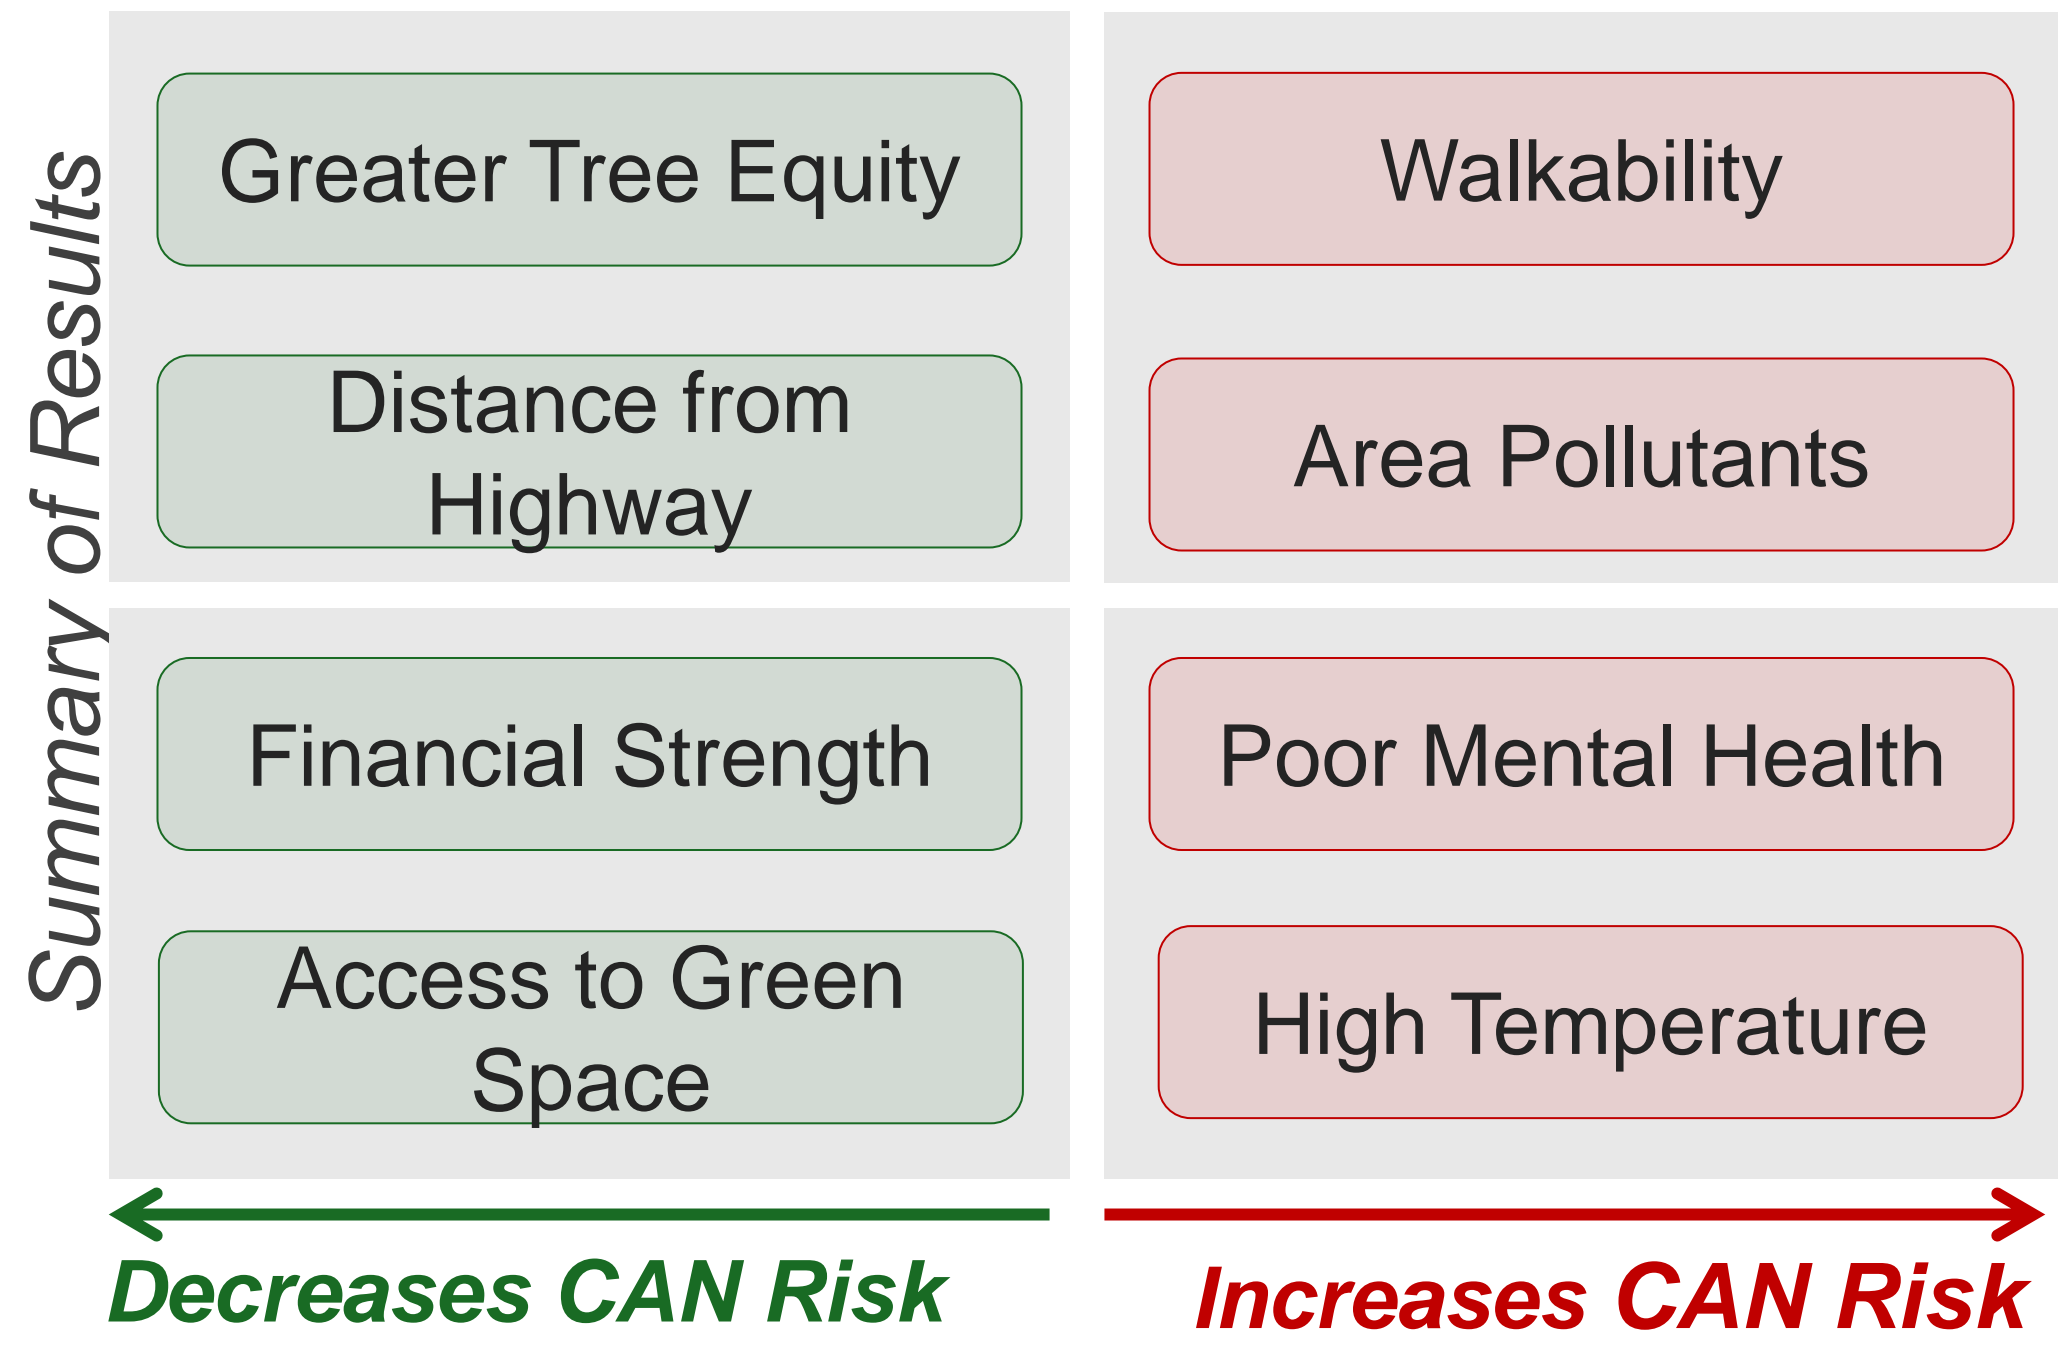 Summary of Results
Greater Tree Equity
Distance from
Highway
Walkability
Area Pollutants
Financial Strength
Access to Green
Space
Poor Mental Health
High Temperature
Decreases CAN Risk
Increases CAN Risk